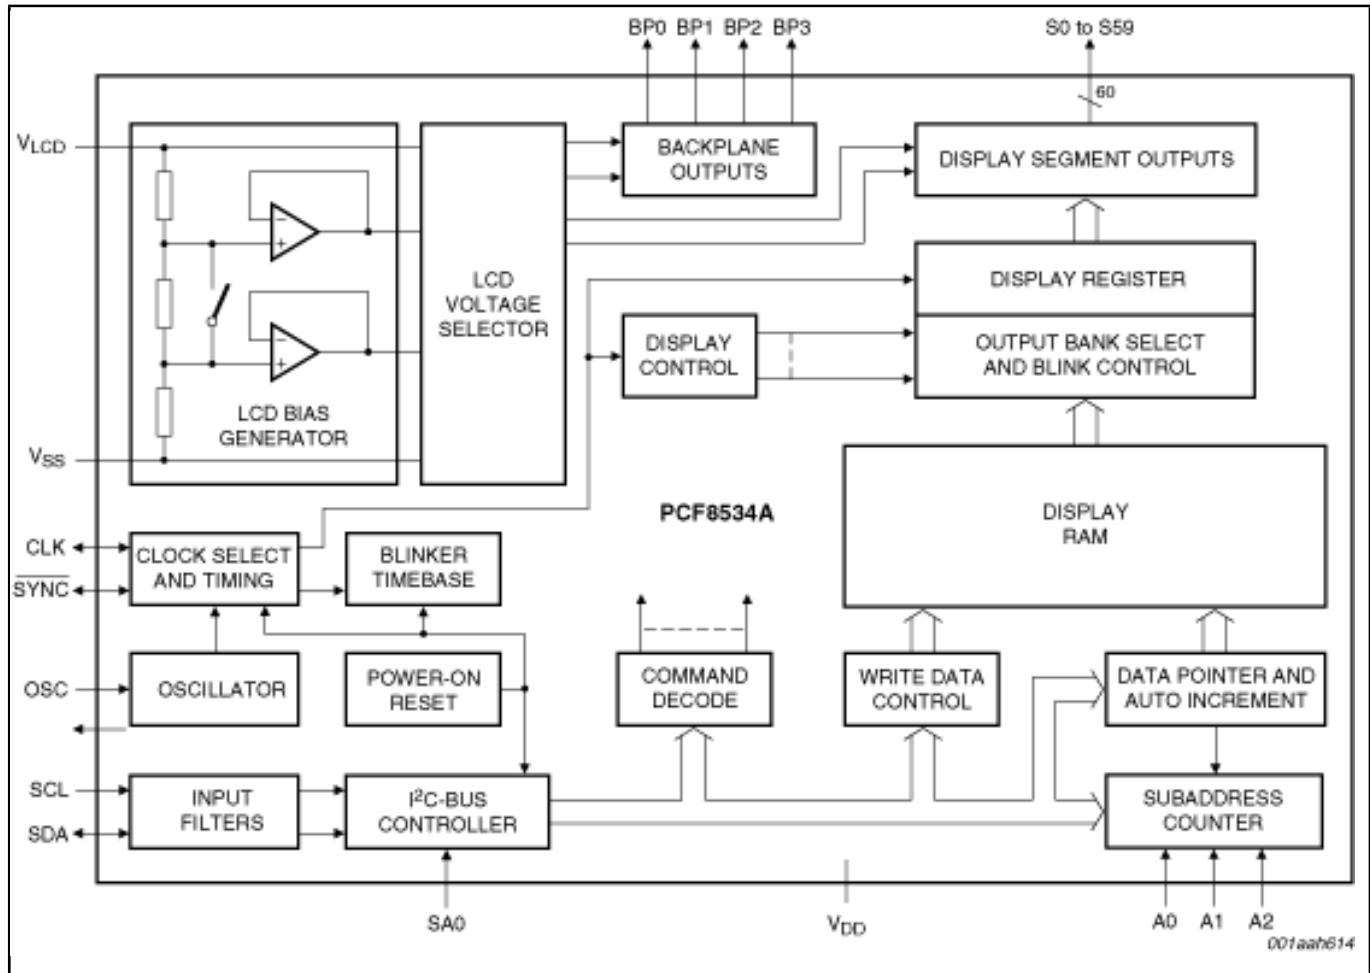 BP0 BP1 BP2 BP3
S0 to S59
60
VLCD
BACKPLANE
OUTPUTS
DISPLAY SEGMENT OUTPUTS
LCD
VOLTAGE
SELECTOR
DISPLAY REGISTER
DISPLAY
CONTROL
OUTPUT BANK SELECT
AND BLINK CONTROL
LCD BIAS
GENERATOR
VSS
PCF8534A
DISPLAY
RAM
CLK
SYNC
CLOCK SELECT
AND TIMING
BLINKER
TIMEBASE
OSC
OSCILLATOR
POWER-ON
RESET
COMMAND
DECODE
WRITE DATA
CONTROL
DATA POINTER AND
AUTO INCREMENT
SCL
SDA
INPUT
FILTERS
I²C-BUS
CONTROLLER
SUBADDRESS
COUNTER
SA0
VDD
A0 A1 A2
001aah614